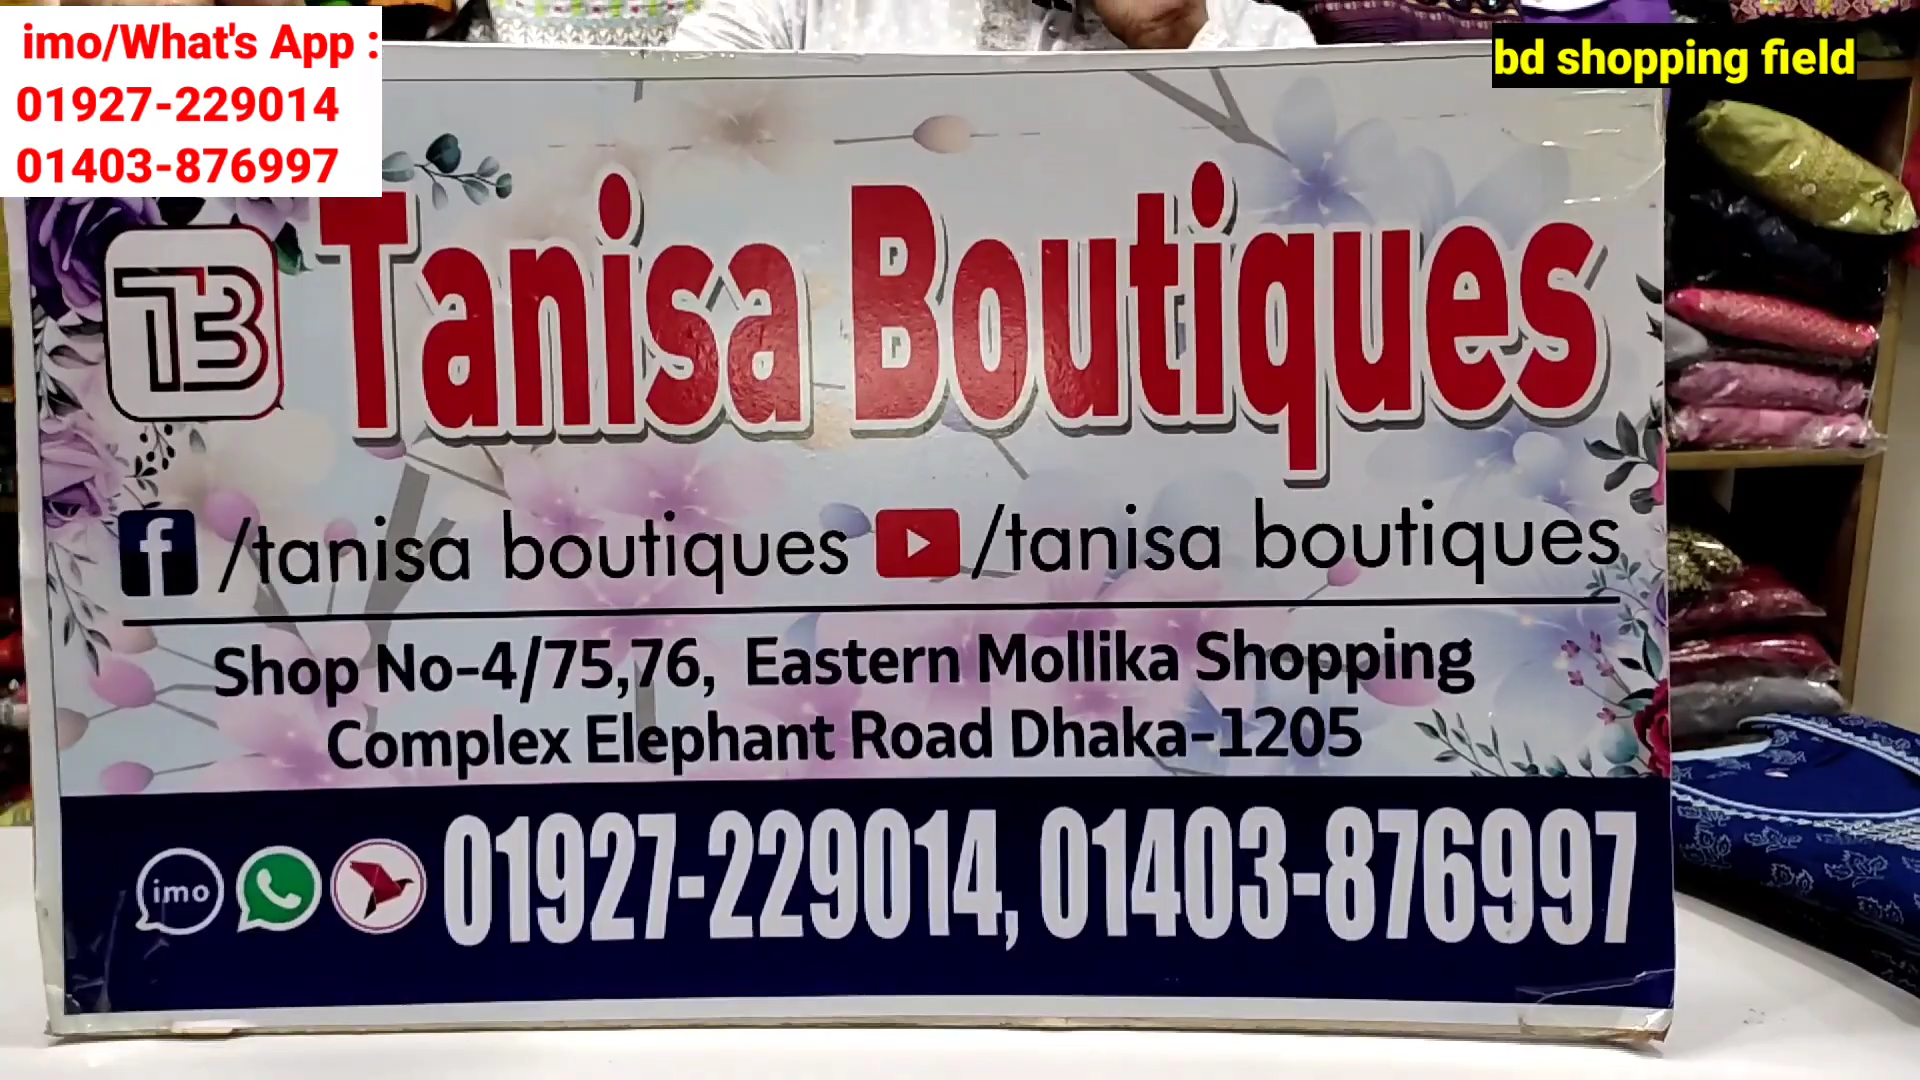 imo/What's App :
01927-229014
01403-876997
bd shopping field
TB
Tanisa Boutiques
/tanisa boutiques /tanisa boutiques
Shop No-4/75,76, Eastern Mollika Shopping
Complex Elephant Road Dhaka-1205
imo 01927-229014, 01403-876997